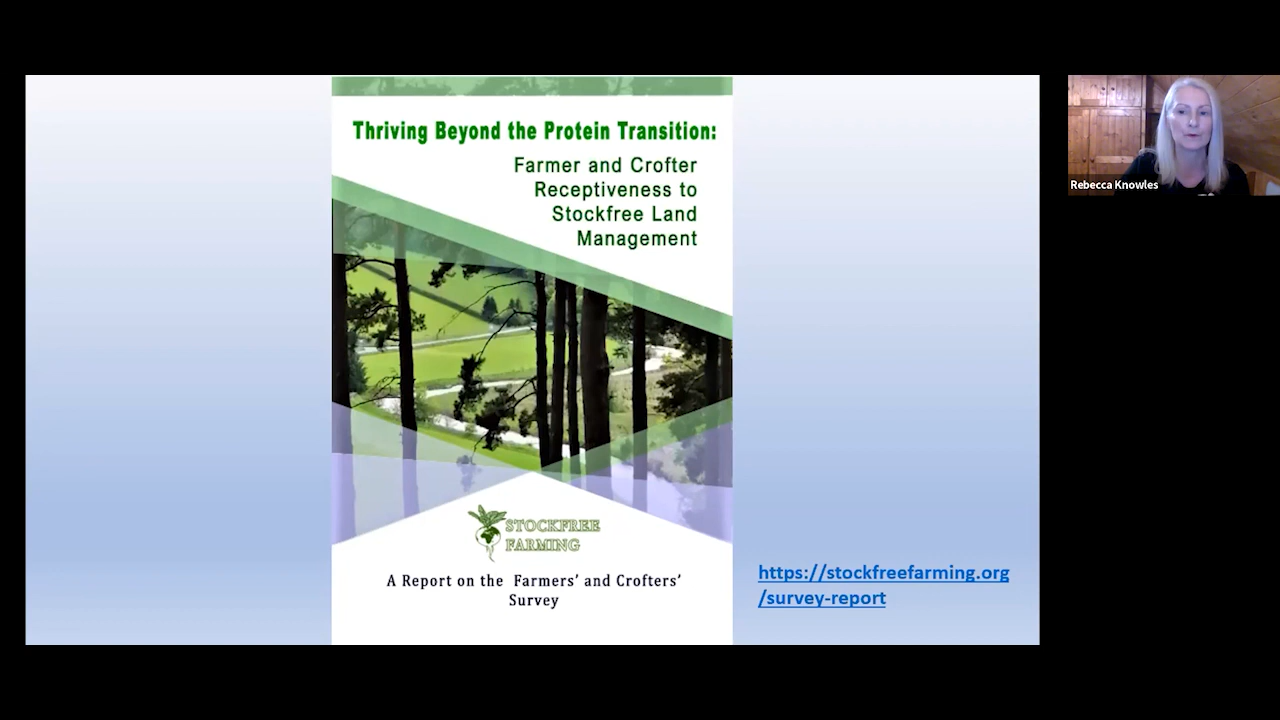 Thriving Beyond the Protein Transition:
Farmer and Crofter
Receptiveness to
Stockfree Land
Management
STOCKFREE
FARMING
A Report on the Farmers' and Crofters'
Survey
https://stockfreefarming.org
/survey-report
Rebecca Knowles